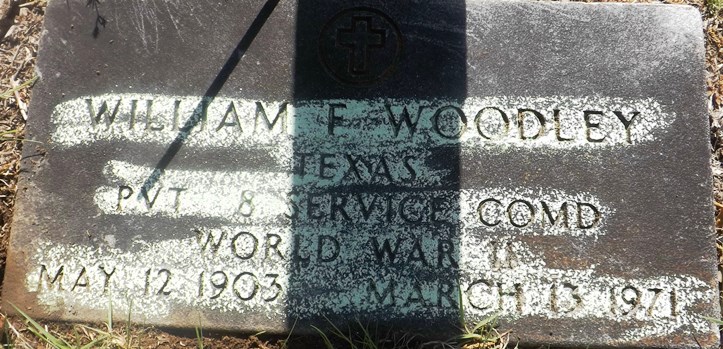 WILLIAM F WOODLEY
TEXAS
PVT 8 SERVICE COMD
WORLD WAR II
MAY 12 1903 MARCH 13 1971